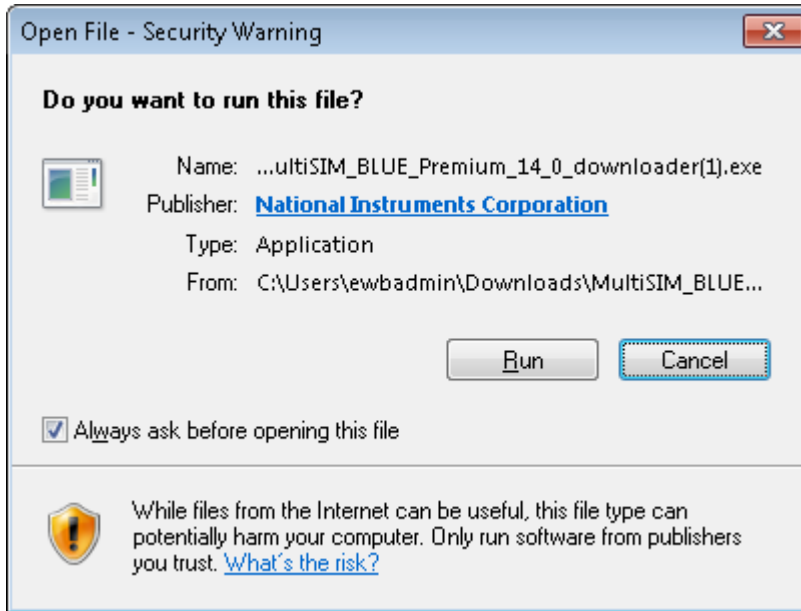 Open File - Security Warning
Do you want to run this file?
Name: ...ultiSIM_BLUE_Premium_14_0_downloader(1).exe
Publisher: National Instruments Corporation
Type: Application
From: C:\Users\ewbadmin\Downloads\MultiSIM_BLUE...
Run Cancel
Always ask before opening this file
While files from the Internet can be useful, this file type can
potentially harm your computer. Only run software from publishers
you trust. What's the risk?